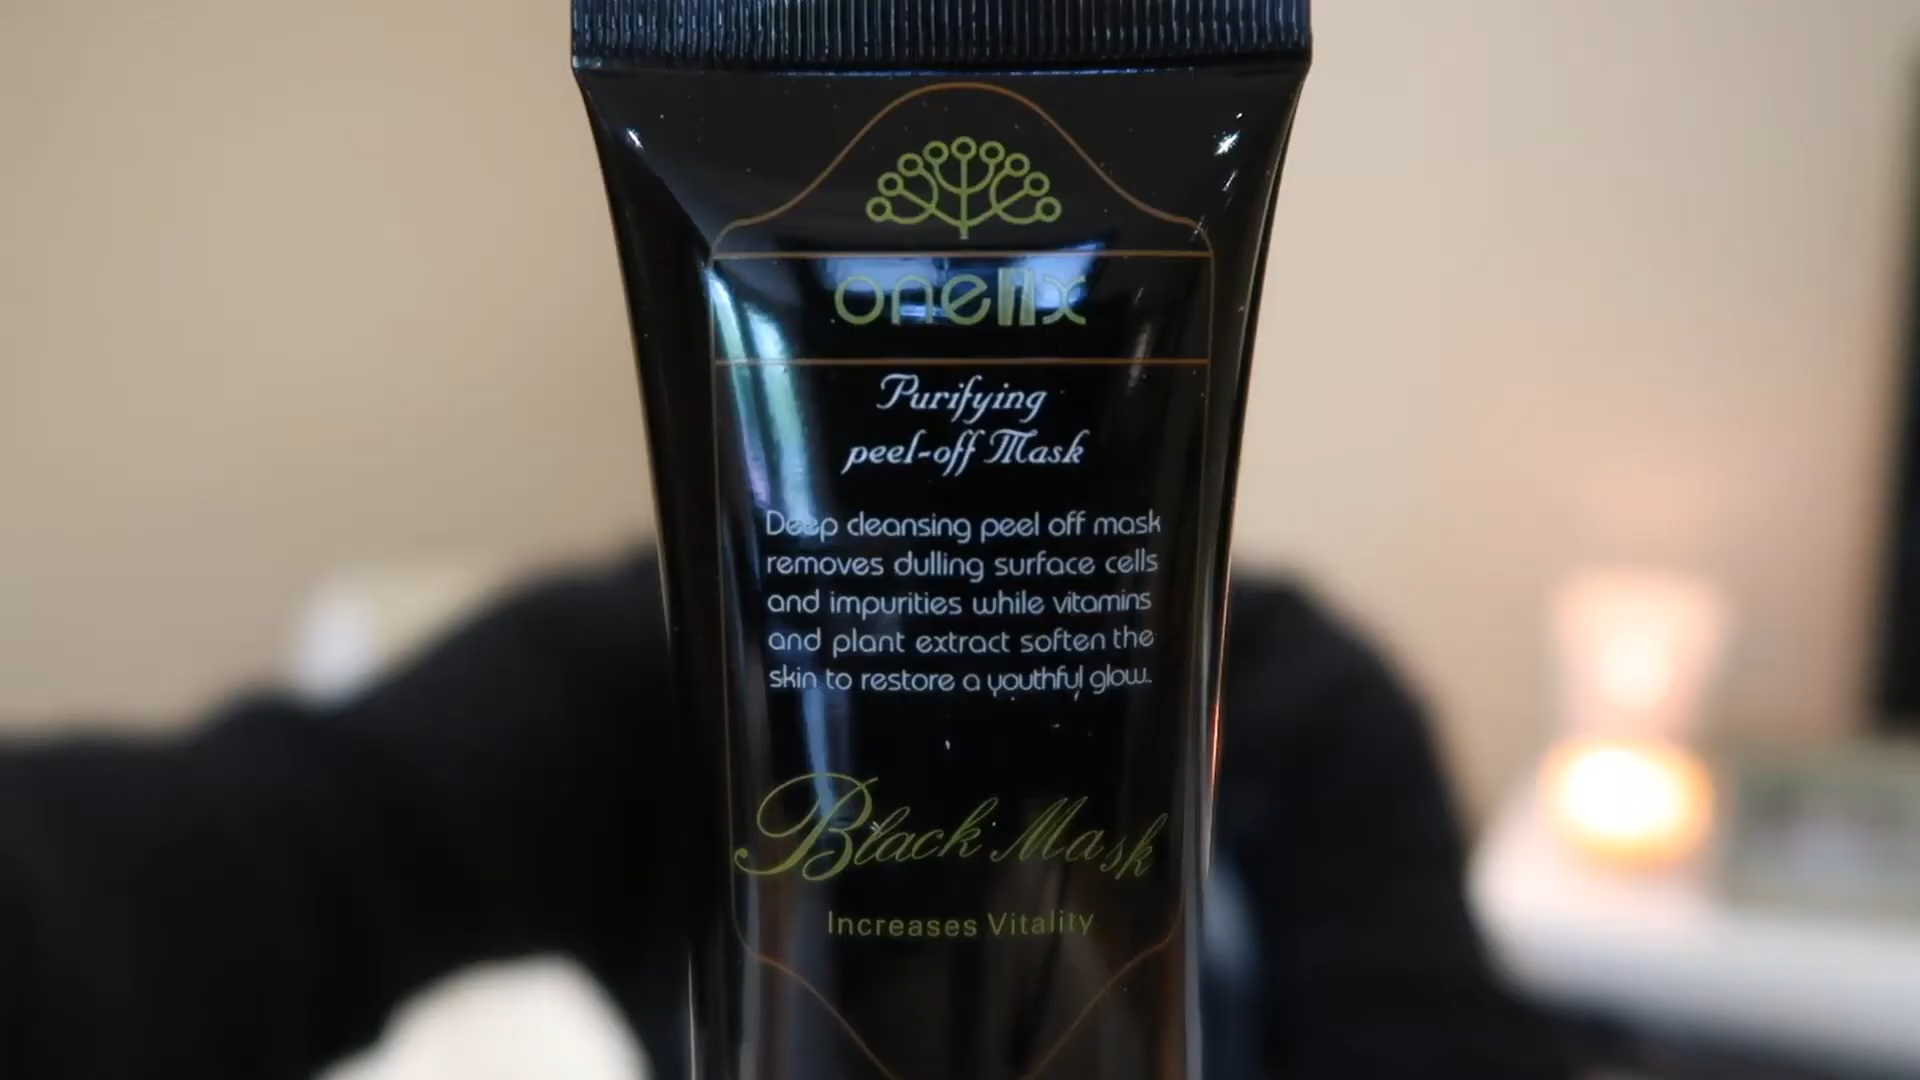 onellx
Purifying
peel-off Mask
Deep cleansing peel off mask
removes dulling surface cells
and impurities while vitamins
and plant extract soften the
skin to restore a youthful glow.
Black Mask
Increases Vitality